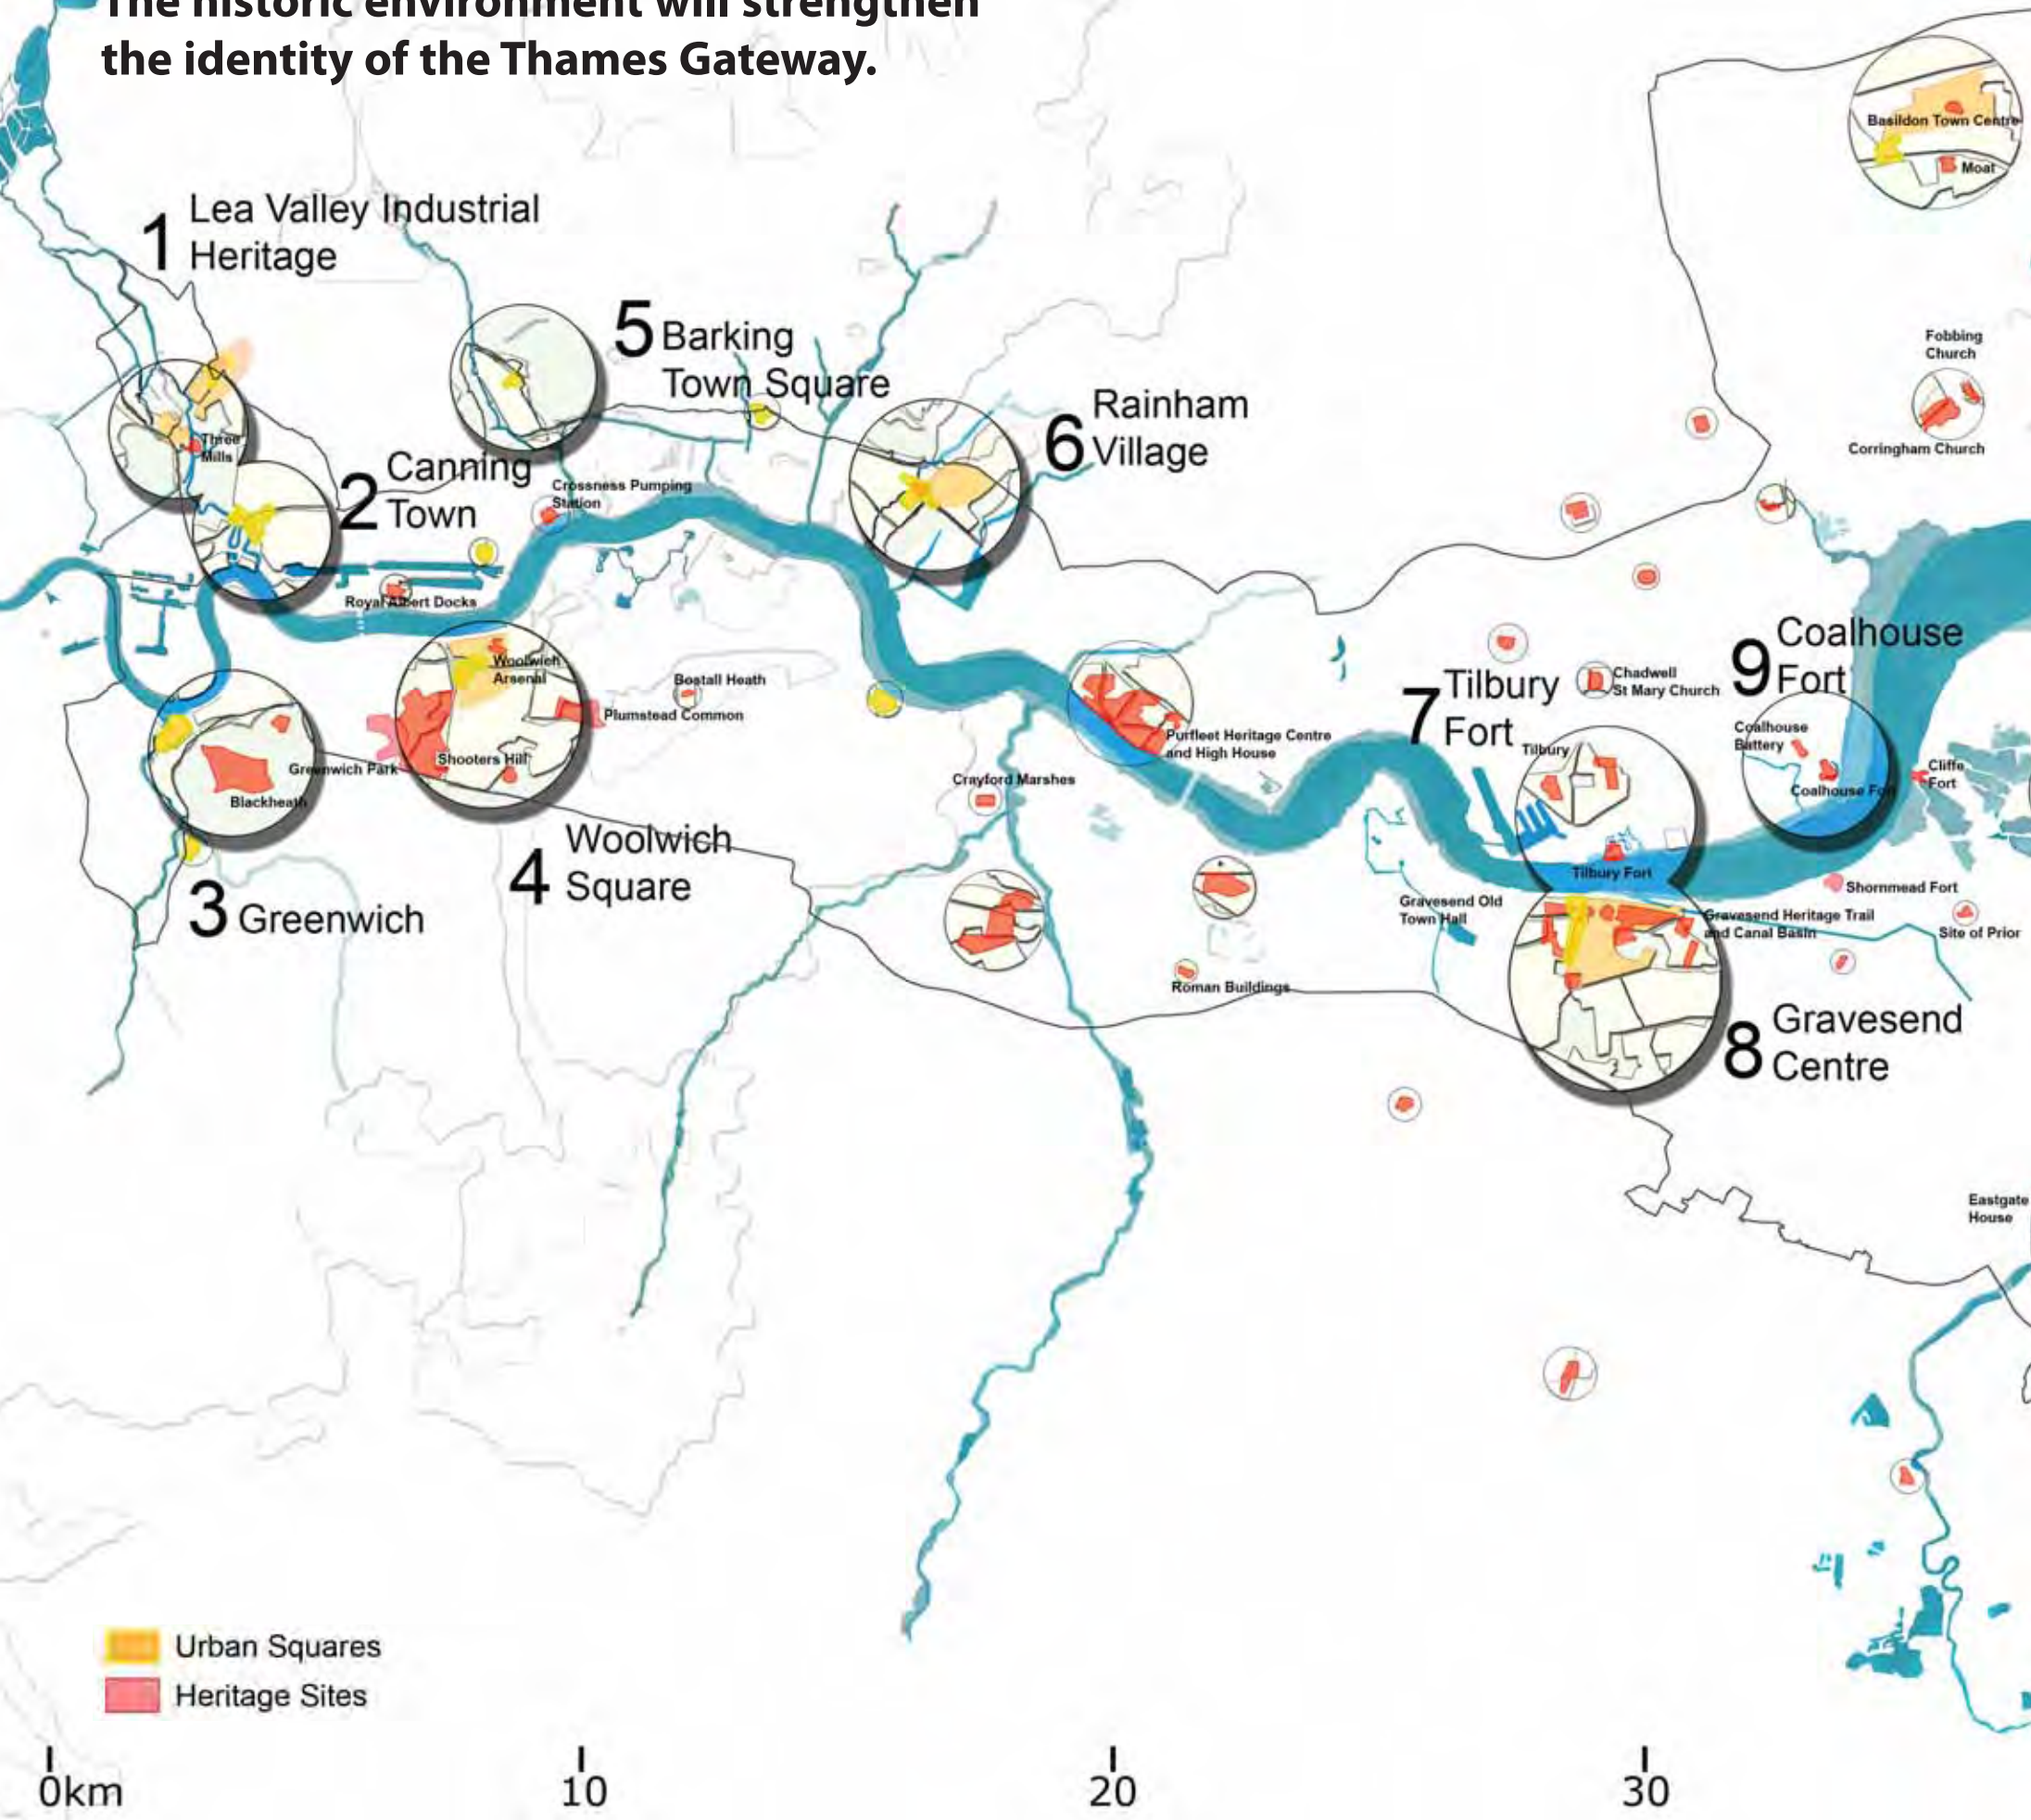 The historic environment will strengthen
the identity of the Thames Gateway.
Basildon Town Centre
Moat
1
Lea Valley Industrial
Heritage
5
Barking
Town Square
Fobbing
Church
Corringham Church
6
Rainham
Village
Three
Mills
2
Canning
Town
Crossness Pumping
Station
Royal Albert Docks
Woolwich
Arsenal
Bostall Heath
Plumstead Common
Shooters Hill
Greenwich Park
Blackheath
Purfleet Heritage Centre
and High House
Crayford Marshes
7
Tilbury
Fort
Chadwell
St Mary Church
9
Coalhouse
Fort
Tilbury
Coalhouse
Battery
Coalhouse Fort
Cliffe
Fort
4
Woolwich
Square
3
Greenwich
Tilbury Fort
Shornmead Fort
Gravesend Old
Town Hall
Gravesend Heritage Trail
and Canal Basin
Site of Prior
Roman Buildings
8
Gravesend
Centre
Eastgate
House
Urban Squares
Heritage Sites
0km
10
20
30